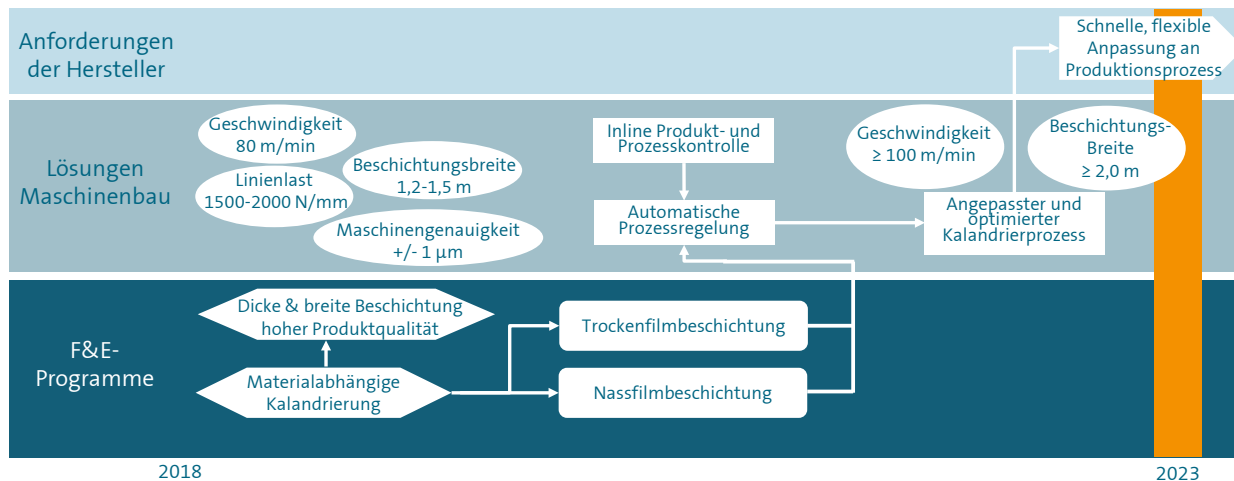 Anforderungen
der Hersteller
Schnelle, flexible
Anpassung an
Produktionsprozess
Lösungen
Maschinenbau
Geschwindigkeit
80 m/min
Beschichtungsbreite
1,2-1,5 m
Linienlast
1500-2000 N/mm
Maschinengenauigkeit
+/- 1 µm
Inline Produkt- und
Prozesskontrolle
Automatische
Prozessregelung
Geschwindigkeit
≥ 100 m/min
Beschichtungs-
Breite
≥ 2,0 m
Angepasster und
optimierter
Kalandrierprozess
F&E-
Programme
Dicke & breite Beschichtung
hoher Produktqualität
Materialabhängige
Kalandrierung
Trockenfilmbeschichtung
Nassfilmbeschichtung
2018
2023